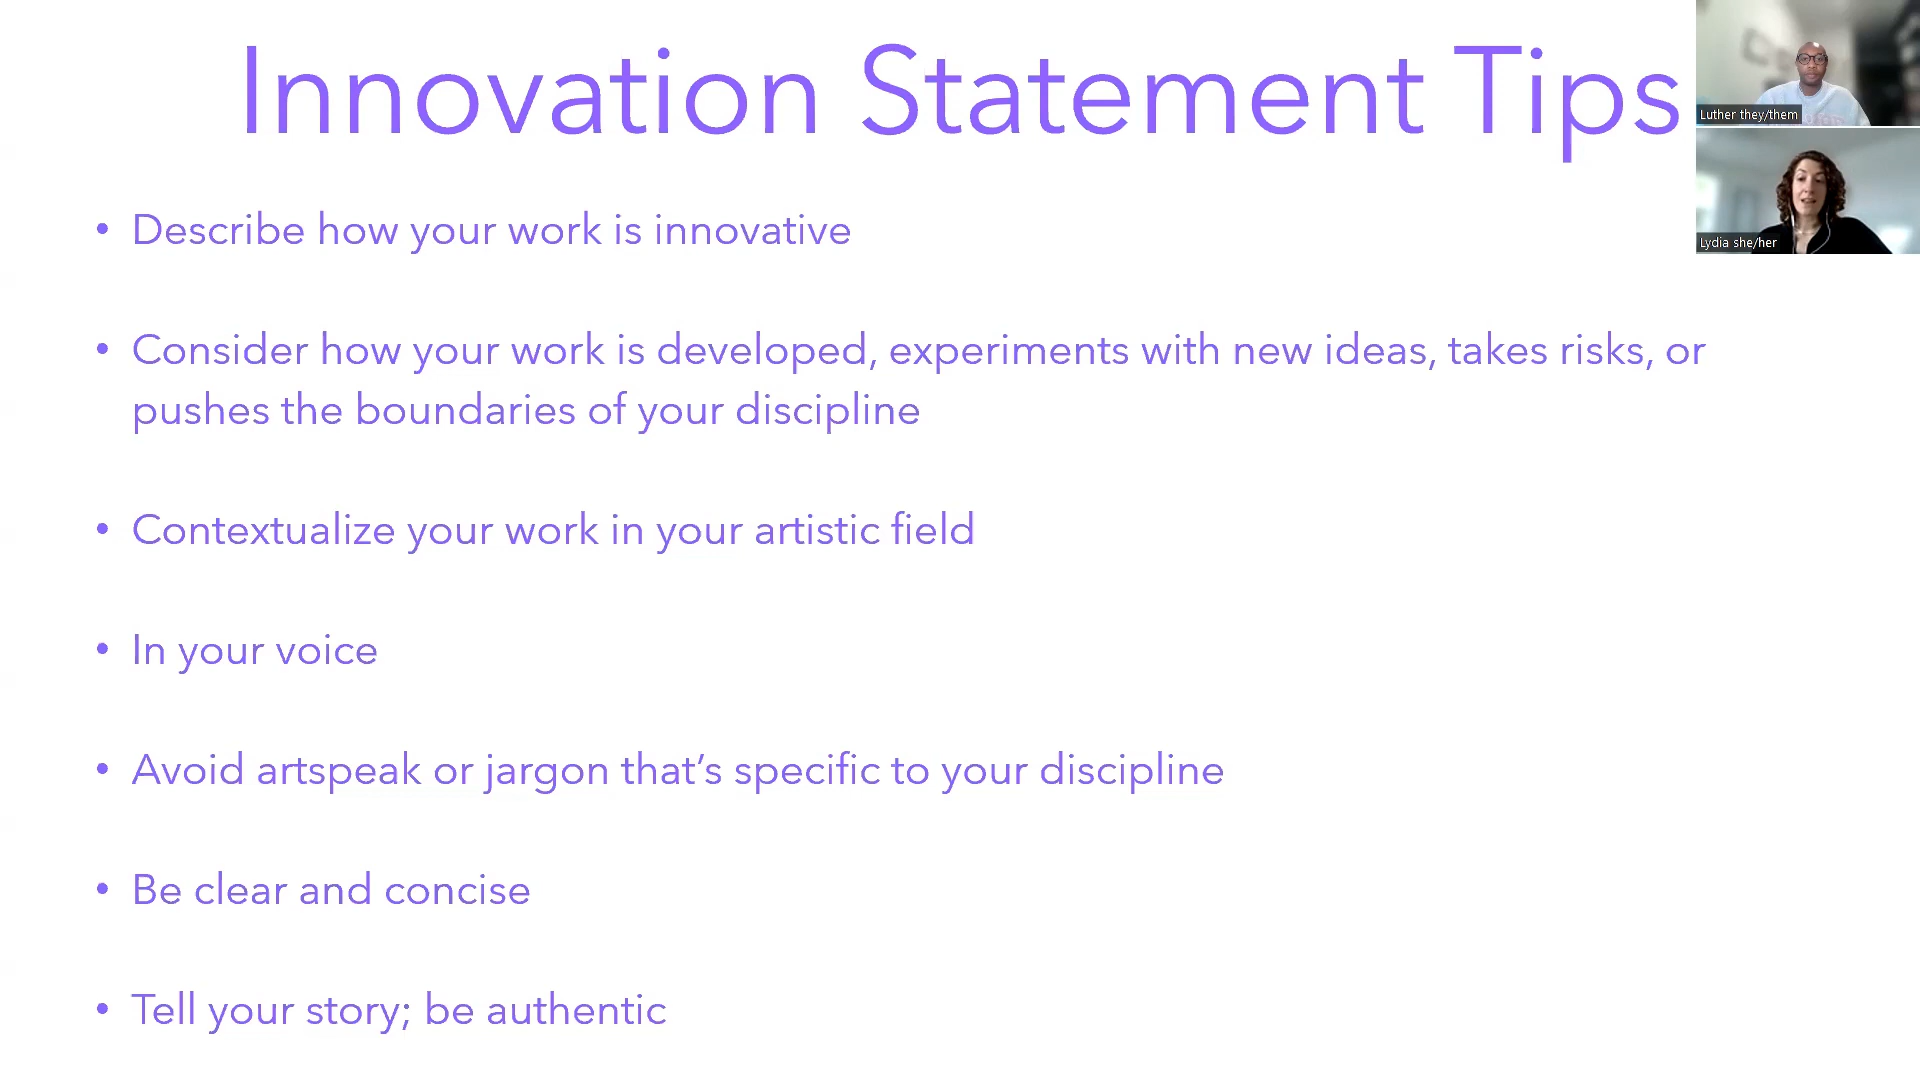 Innovation Statement Tips
Luther they/them
Lydia she/her
• Describe how your work is innovative
• Consider how your work is developed, experiments with new ideas, takes risks, or
pushes the boundaries of your discipline
• Contextualize your work in your artistic field
• In your voice
• Avoid artspeak or jargon that’s specific to your discipline
• Be clear and concise
• Tell your story; be authentic